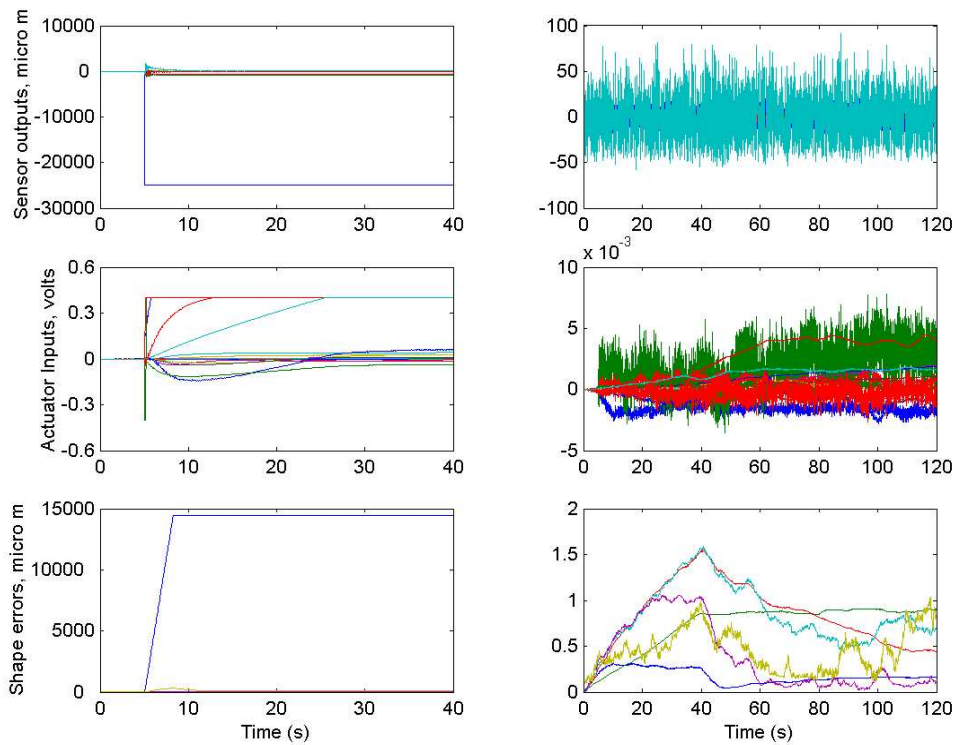 Sensor outputs, micro m
10000
0
-10000
-20000
-30000
0 10 20 30 40
100
50
0
-50
-100
0 20 40 60 80 100 120
Actuator Inputs, volts
0.6
0.3
0
-0.3
-0.6
0 10 20 30 40
x 10⁻³
10
5
0
-5
0 20 40 60 80 100 120
Shape errors, micro m
15000
10000
5000
0
0 10 20 30 40
Time (s)
2
1.5
1
0.5
0
0 20 40 60 80 100 120
Time (s)